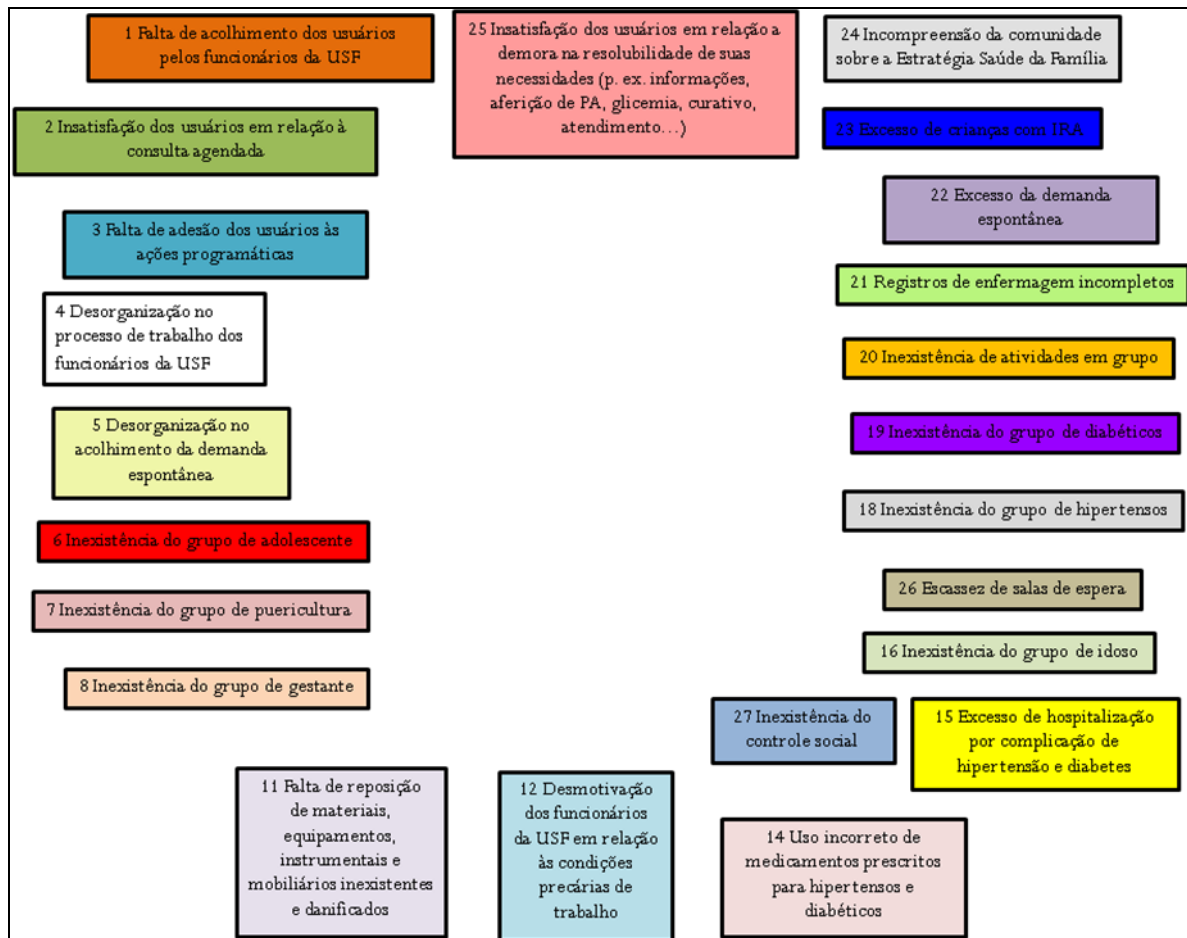 1 Falta de acolhimento dos usuários
pelos funcionários da USF
25 Insatisfação dos usuários em relação a
demora na resolubilidade de suas
necessidades (p. ex. informações,
aferição de PA, glicemia, curativo,
atendimento...)
24 Incompreensão da comunidade
sobre a Estratégia Saúde da Família
2 Insatisfação dos usuários em relação à
consulta agendada
23 Excesso de crianças com IRA
3 Falta de adesão dos usuários às
ações programáticas
22 Excesso da demanda
espontânea
4 Desorganização no
processo de trabalho dos
funcionários da USF
21 Registros de enfermagem incompletos
20 Inexistência de atividades em grupo
5 Desorganização no
acolhimento da demanda
espontânea
19 Inexistência do grupo de diabéticos
6 Inexistência do grupo de adolescente
18 Inexistência do grupo de hipertensos
7 Inexistência do grupo de puericultura
26 Escassez de salas de espera
8 Inexistência do grupo de gestante
16 Inexistência do grupo de idoso
27 Inexistência do
controle social
15 Excesso de hospitalização
por complicação de
hipertensão e diabetes
11 Falta de reposição
de materiais,
equipamentos,
instrumentais e
mobiliários inexistentes
e danificados
12 Desmotivação
dos funcionários
da USF em relação
às condições
precárias de
trabalho
14 Uso incorreto de
medicamentos prescritos
para hipertensos e
diabéticos